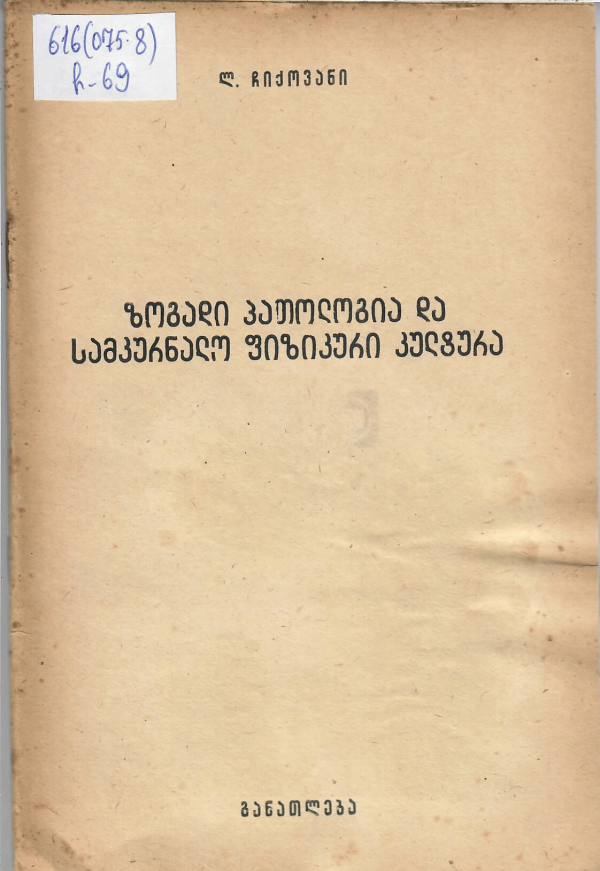 616(075.8)
ჩ-69
ლ. ჩიქოვანი
ზოგადი პათოლოგია და
სამკურნალო ფიზიკური კულტურა
განათლება